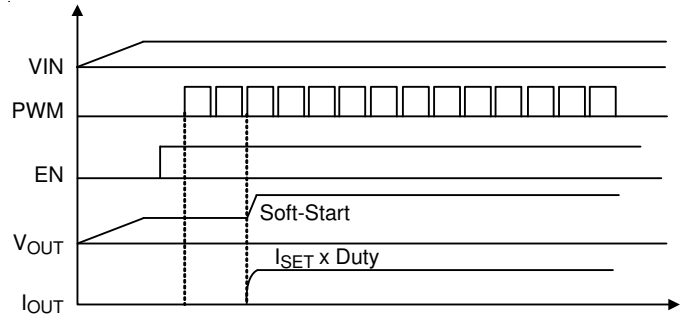 VIN
PWM
EN
Soft-Start
VOUT
ISET x Duty
IOUT